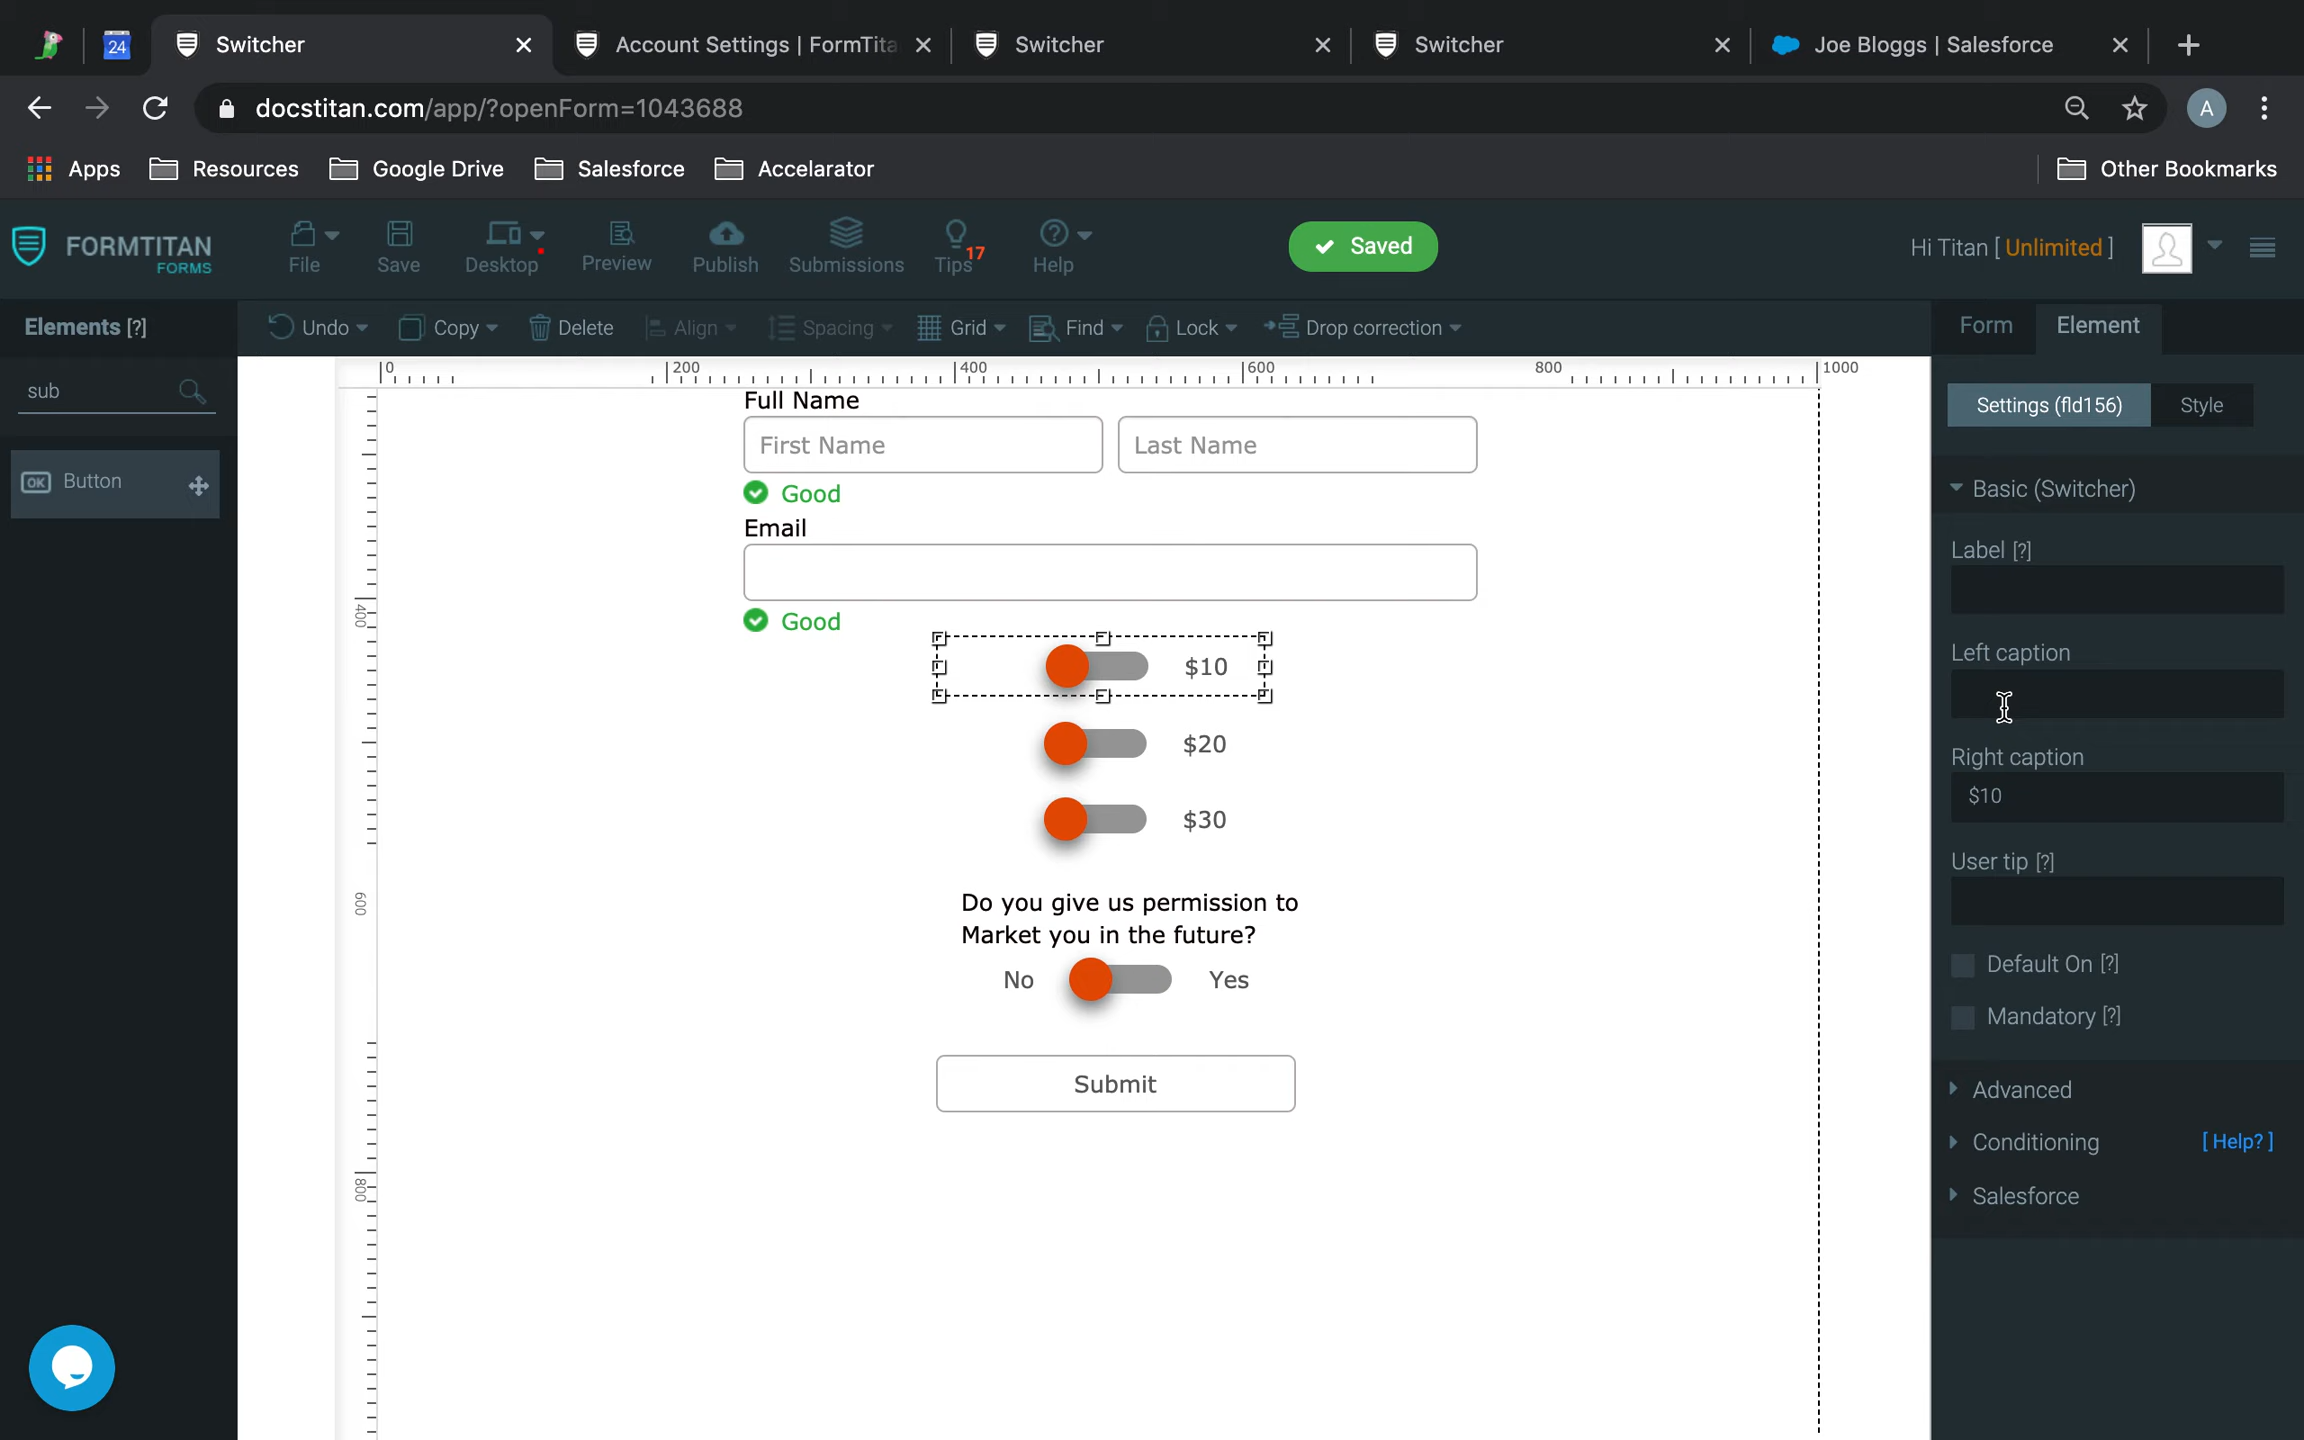 24
Switcher
Account Settings | FormTita
Switcher
Switcher
Joe Bloggs | Salesforce
docstitan.com/app/?openForm=1043688
A
Apps
Resources
Google Drive
Salesforce
Accelarator
Other Bookmarks
FORMTITAN
FORMS
File
Save
Desktop
Preview
Publish
Submissions
Tips 17
Help
Saved
Hi Titan [ Unlimited ]
Elements [?]
Undo
Copy
Delete
Align
Spacing
Grid
Find
Lock
Drop correction
Form
Element
sub
OK Button
0
200
400
600
800
1000
400
600
800
Full Name
First Name
Last Name
Good
Email
Good
$10
$20
$30
Do you give us permission to
Market you in the future?
No
Yes
Submit
Settings (fld156)
Style
Basic (Switcher)
Label [?]
Left caption
Right caption
$10
User tip [?]
Default On [?]
Mandatory [?]
Advanced
Conditioning
[ Help? ]
Salesforce